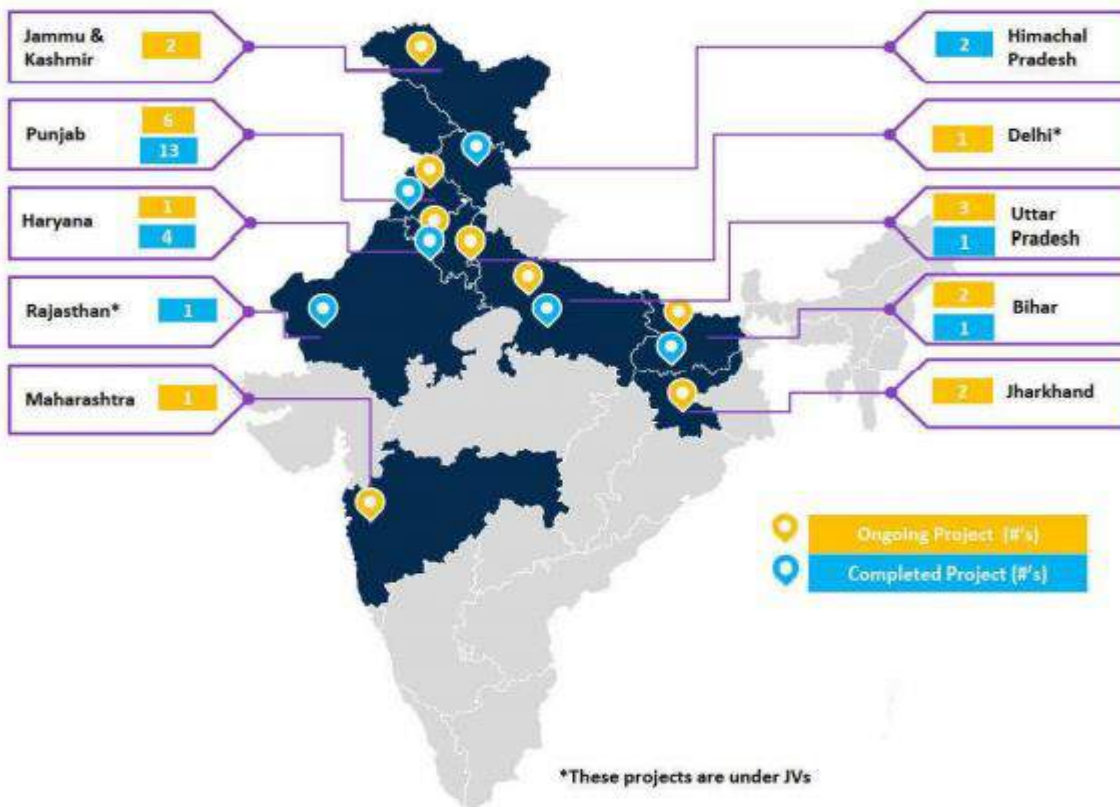 Jammu &
Kashmir
2
Punjab
6
13
Haryana
1
4
Rajasthan*
1
Maharashtra
1
2
Himachal
Pradesh
1
Delhi*
3
1
Uttar
Pradesh
2
1
Bihar
2
Jharkhand
Ongoing Project (#'s)
Completed Project (#'s)
*These projects are under JVs